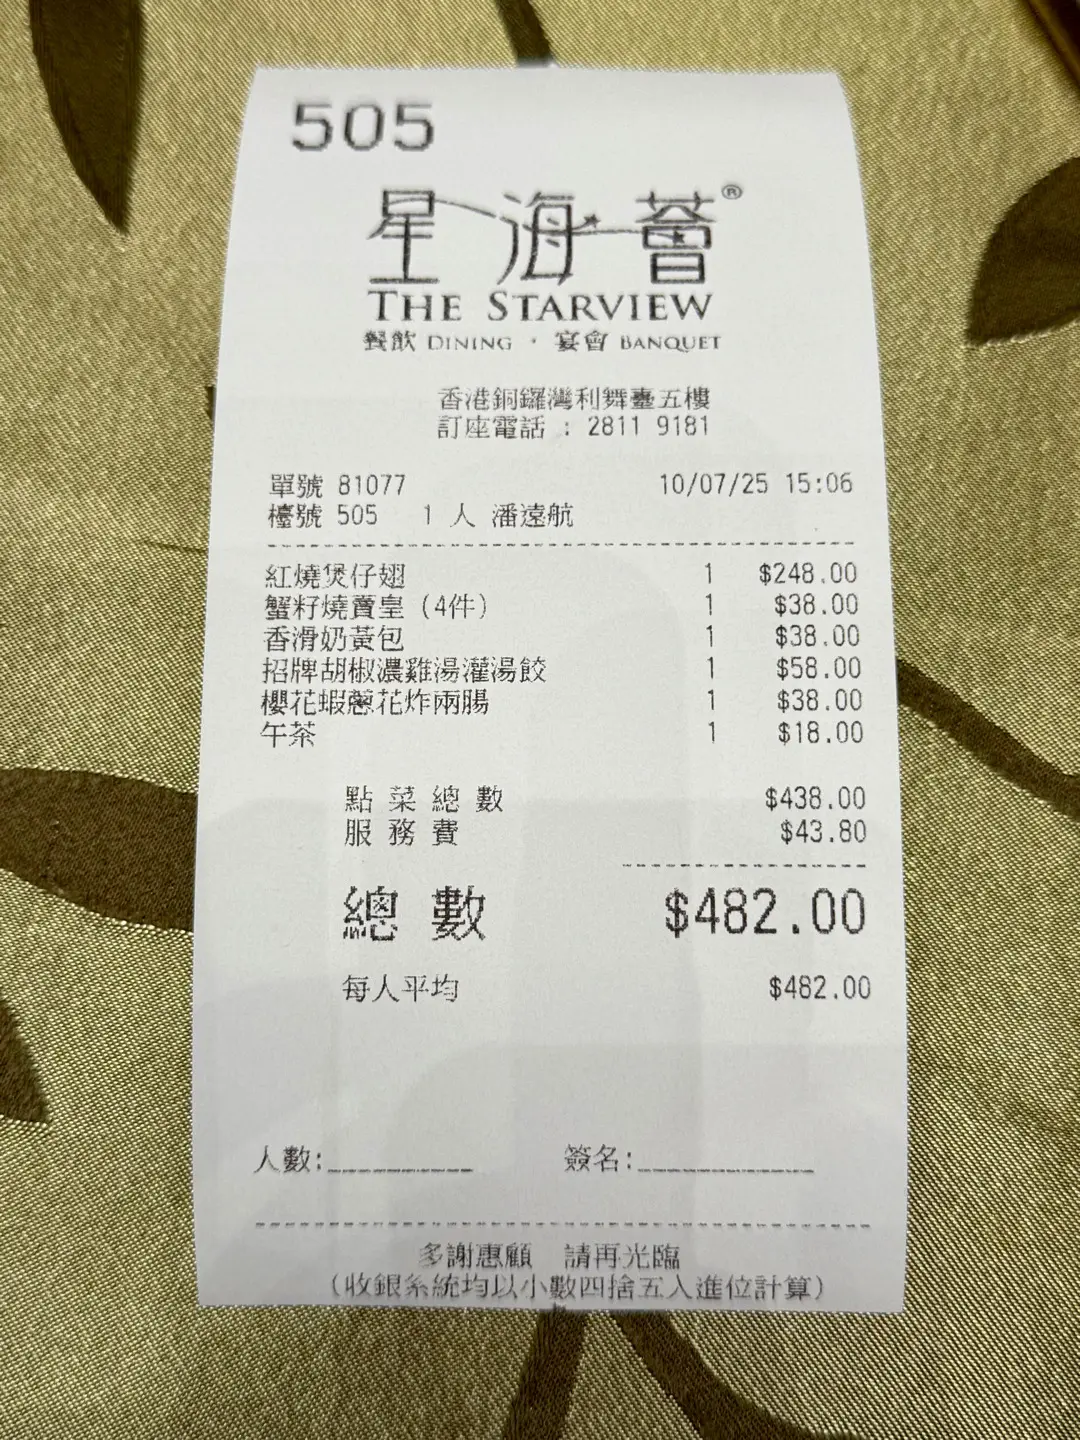 505
星海薈®
THE STARVIEW
餐飲 DINING · 宴會 BANQUET
香港銅鑼灣利舞臺五樓
訂座電話 : 2811 9181
單號 81077 10/07/25 15:06
檯號 505 1 人 潘遠航
紅燒煲仔翅 1 $248.00
蟹籽燒賣皇 (4件) 1 $38.00
香滑奶黃包 1 $38.00
招牌胡椒濃雞湯灌湯餃 1 $58.00
櫻花蝦蔥花炸兩腸 1 $38.00
午茶 1 $18.00
點菜總數 $438.00
服務費 $43.80
總數 $482.00
每人平均 $482.00
人數:__________ 簽名:____________
多謝惠顧 請再光臨
(收銀系統均以小數四捨五入進位計算)